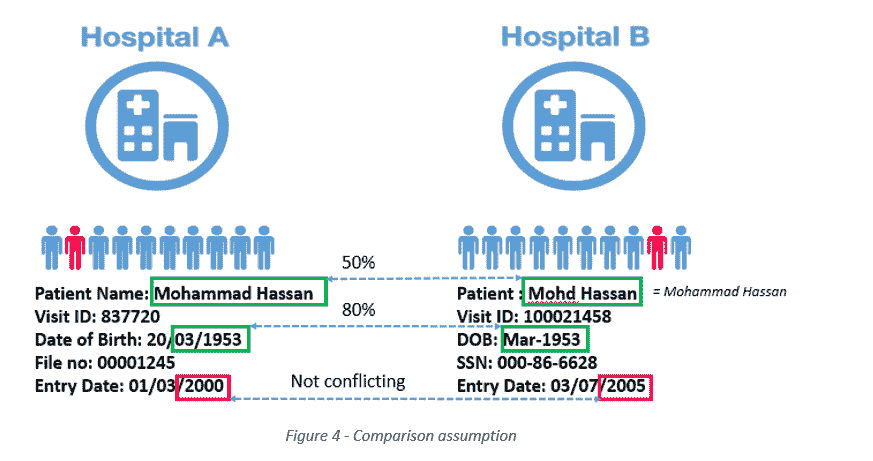 Hospital A
Hospital B
50%
Patient Name: Mohammad Hassan
Patient : Mohd Hassan
= Mohammad Hassan
Visit ID: 837720
Visit ID: 100021458
80%
Date of Birth: 20/03/1953
DOB: Mar-1953
File no: 00001245
SSN: 000-86-6628
Entry Date: 01/03/2000
Not conflicting
Entry Date: 03/07/2005
Figure 4 - Comparison assumption